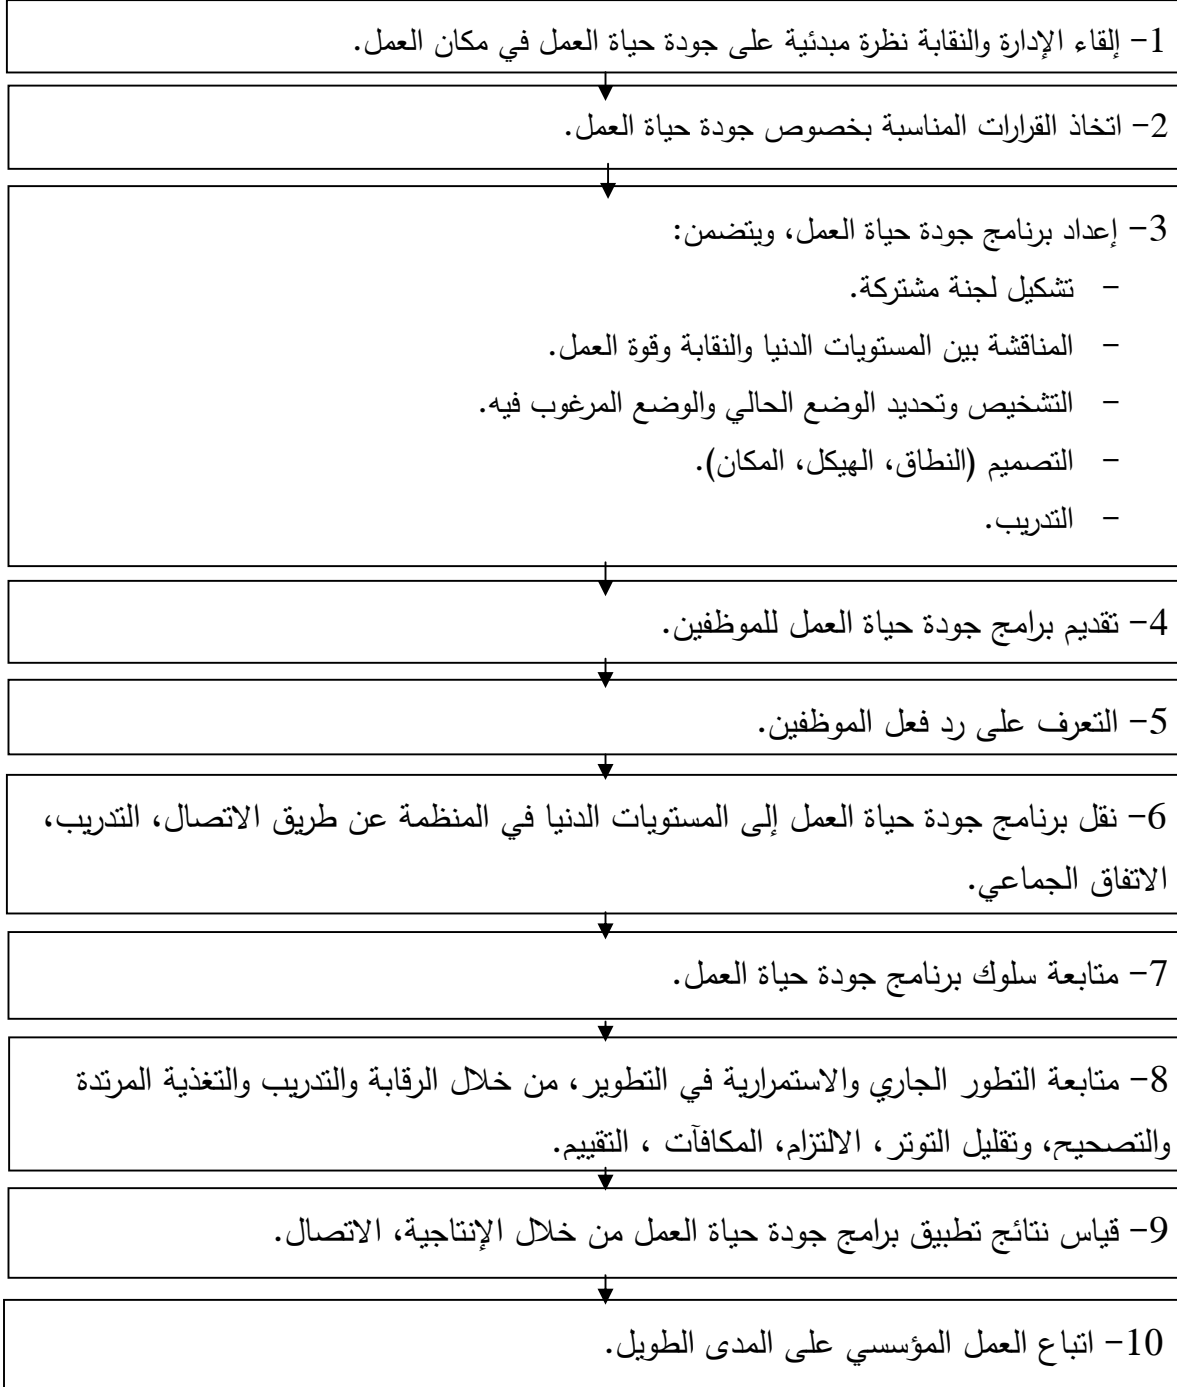 1- إلقاء الإدارة والنقابة نظرة مبدئية على جودة حياة العمل في مكان العمل.
2- اتخاذ القرارات المناسبة بخصوص جودة حياة العمل.
3- إعداد برنامج جودة حياة العمل، ويتضمن:
- تشكيل لجنة مشتركة.
- المناقشة بين المستويات الدنيا والنقابة وقوة العمل.
- التشخيص وتحديد الوضع الحالي والوضع المرغوب فيه.
- التصميم (النطاق، الهيكل، المكان).
- التدريب.
4- تقديم برامج جودة حياة العمل للموظفين.
5- التعرف على رد فعل الموظفين.
6- نقل برنامج جودة حياة العمل إلى المستويات الدنيا في المنظمة عن طريق الاتصال، التدريب،
الاتفاق الجماعي.
7- متابعة سلوك برنامج جودة حياة العمل.
8- متابعة التطور الجاري والاستمرارية في التطوير، من خلال الرقابة والتدريب والتغذية المرتدة
والتصحيح، وتقليل التوتر، الالتزام، المكافآت ، التقييم.
9- قياس نتائج تطبيق برامج جودة حياة العمل من خلال الإنتاجية، الاتصال.
10- اتباع العمل المؤسسي على المدى الطويل.